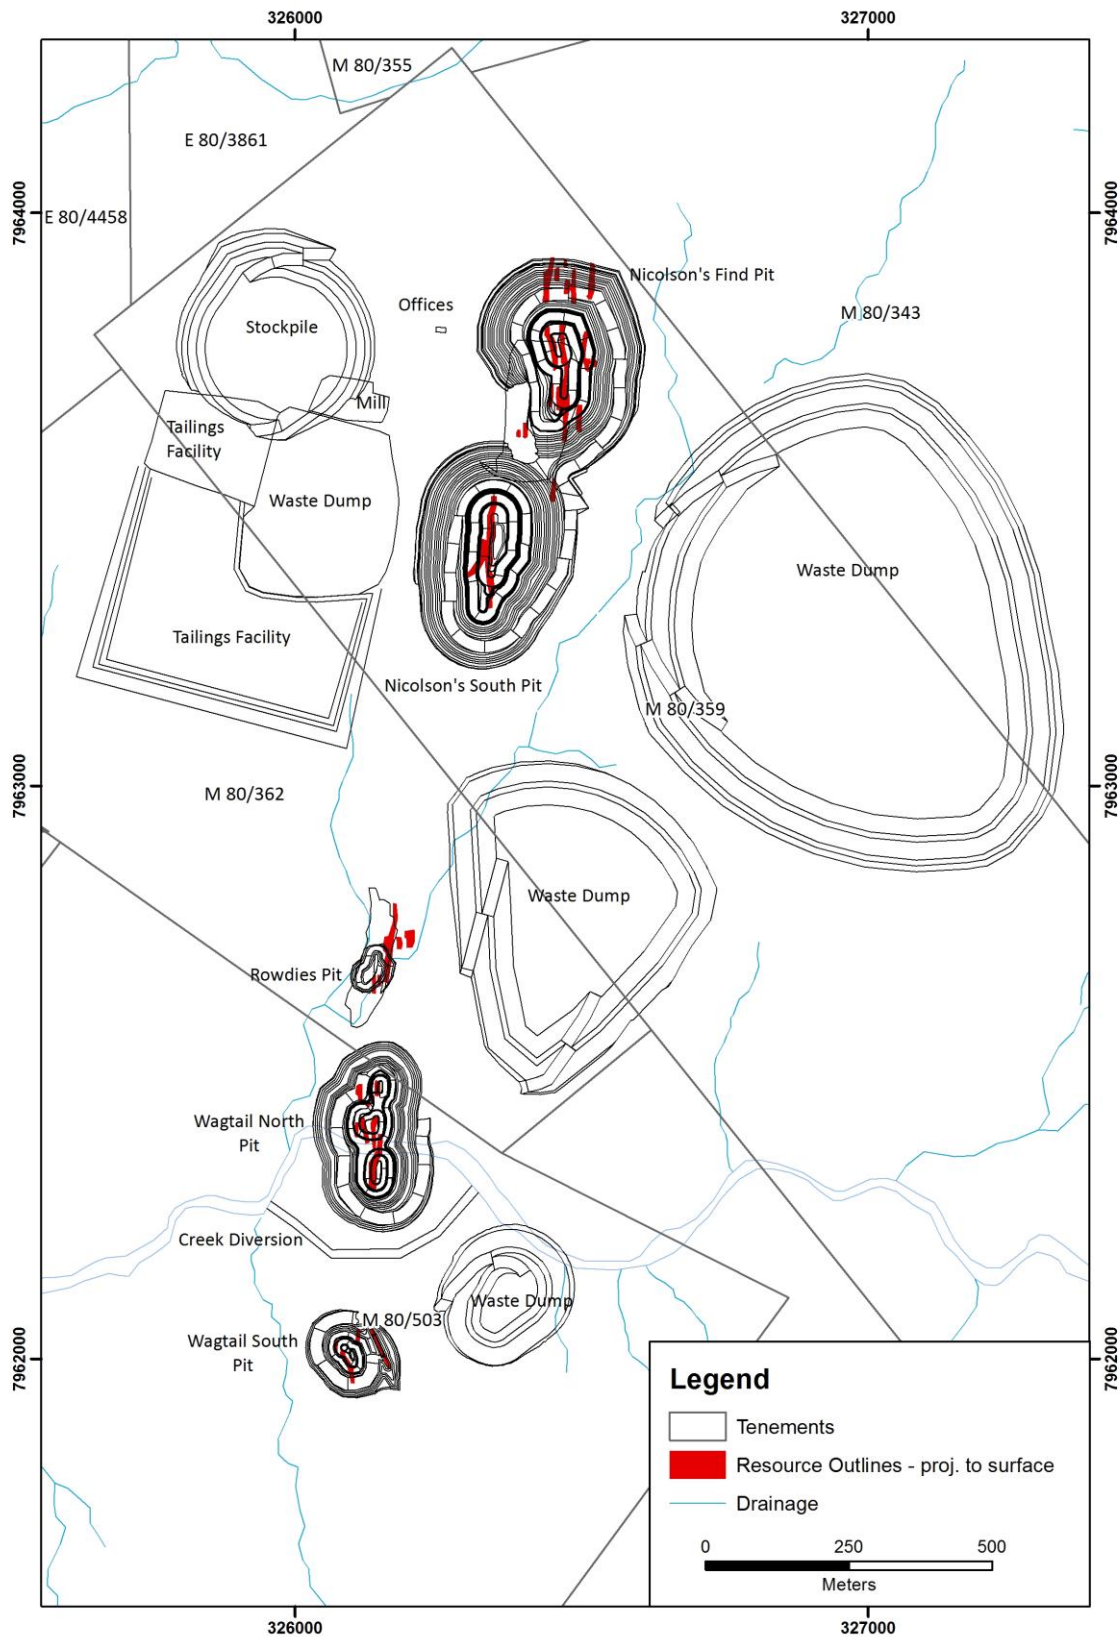 326000
327000
M 80/355
E 80/3861
7964000
E 80/4458
7964000
Nicolson's Find Pit
Offices
M 80/343
Stockpile
Mill
Tailings
Facility
Waste Dump
Waste Dump
Tailings Facility
Nicolson's South Pit
M 80/359
7963000
M 80/362
7963000
Waste Dump
Rowdies Pit
Wagtail North
Pit
Creek Diversion
Waste Dump
M 80/503
Wagtail South
Pit
7962000
7962000
Legend
Tenements
Resource Outlines - proj. to surface
Drainage
0 250 500
Meters
326000
327000